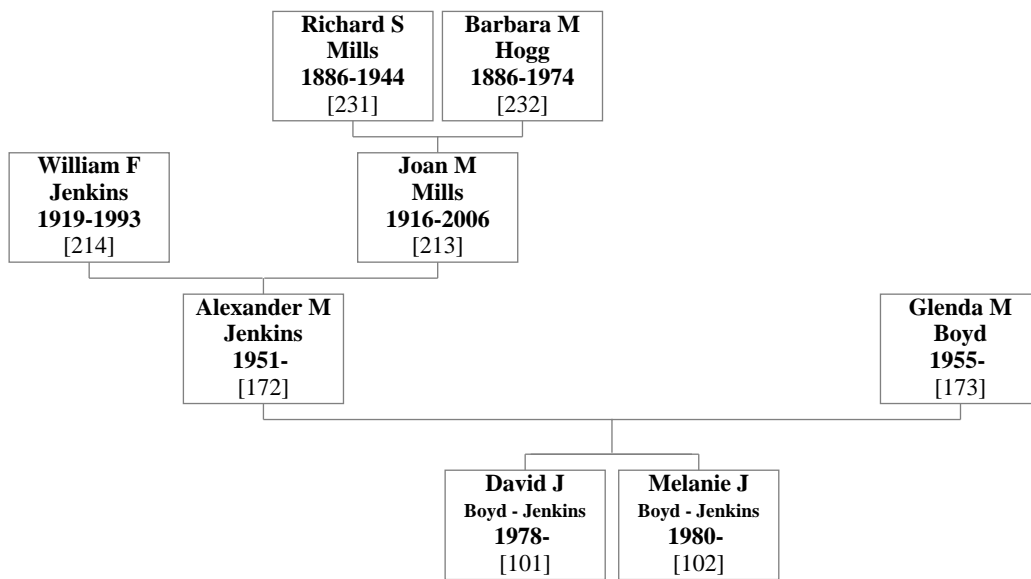 Richard S
Mills
1886-1944
[231]
Barbara M
Hogg
1886-1974
[232]
William F
Jenkins
1919-1993
[214]
Joan M
Mills
1916-2006
[213]
Alexander M
Jenkins
1951-
[172]
Glenda M
Boyd
1955-
[173]
David J
Boyd - Jenkins
1978-
[101]
Melanie J
Boyd - Jenkins
1980-
[102]